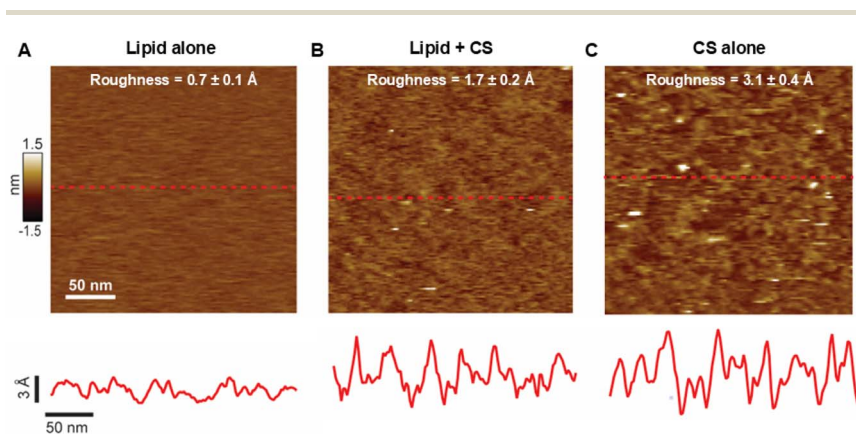 A Lipid alone
B Lipid + CS
C CS alone
Roughness = 0.7 ± 0.1 Å
Roughness = 1.7 ± 0.2 Å
Roughness = 3.1 ± 0.4 Å
1.5
nm
-1.5
50 nm
3 Å
50 nm